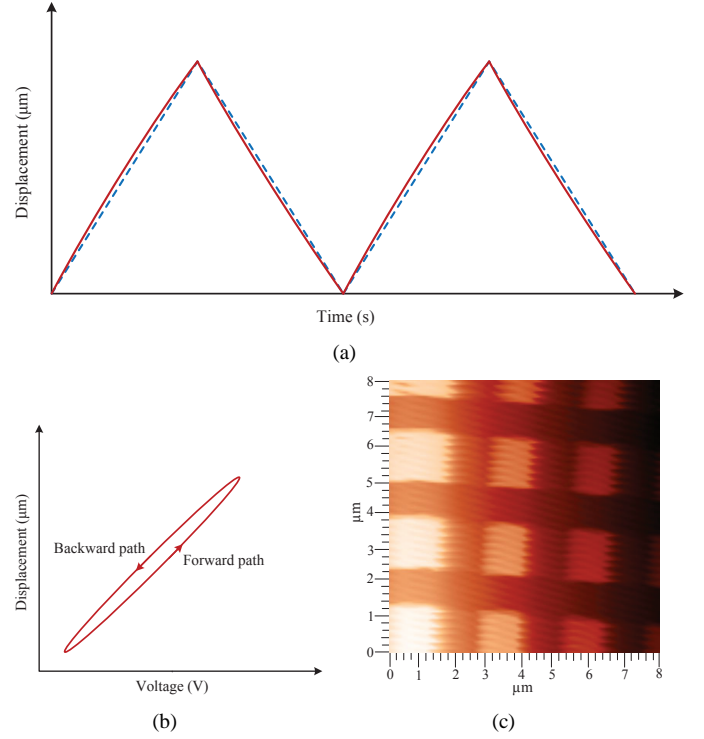 Displacement (µm)
Time (s)
(a)
Displacement (µm)
Backward path
Forward path
Voltage (V)
(b)
8
7
6
5
4
3
2
1
0
µm
0 1 2 3 4 5 6 7 8
µm
(c)